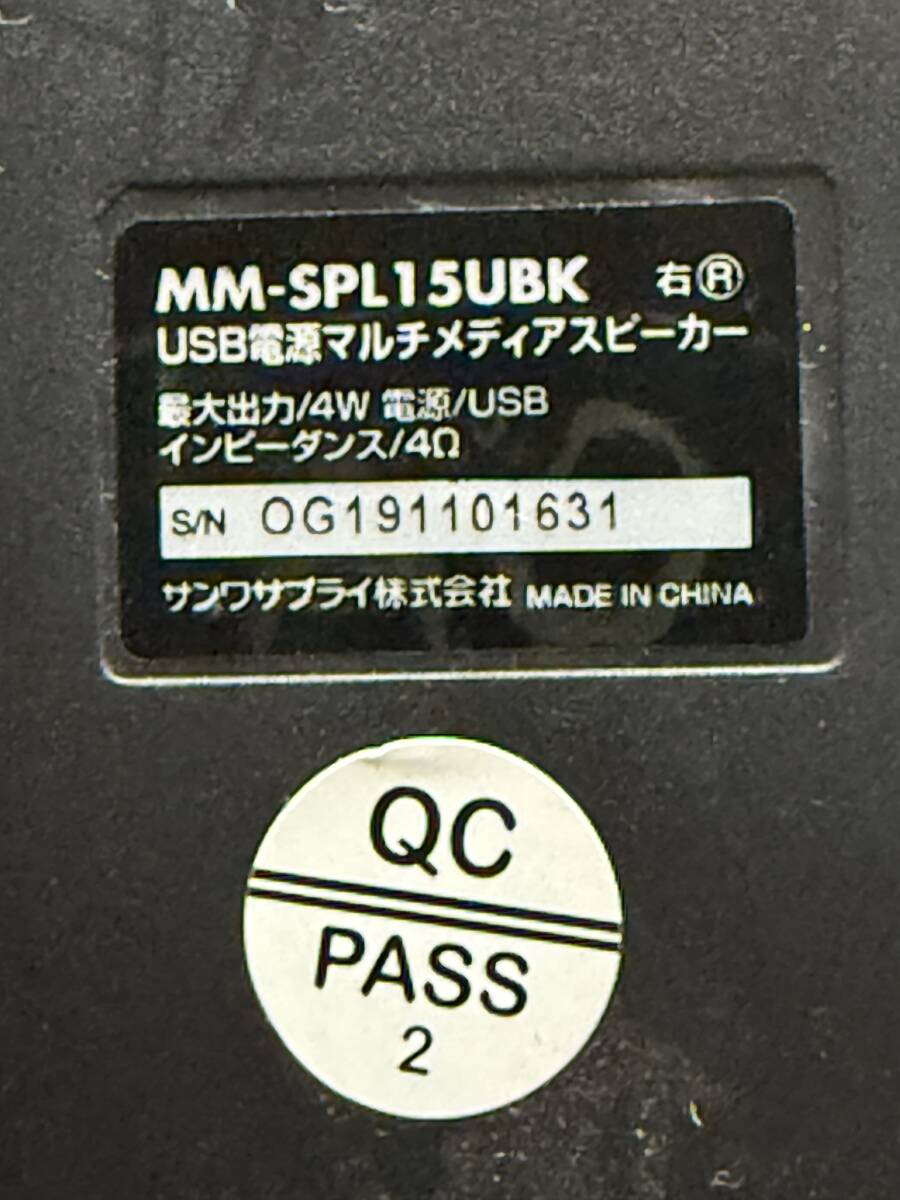 MM-SPL15UBK 右Ⓡ
USB電源マルチメディアスピーカー
最大出力/4W 電源/USB
インピーダンス/4Ω
S/N OG191101631
サンワサプライ株式会社 MADE IN CHINA
QC
PASS
2